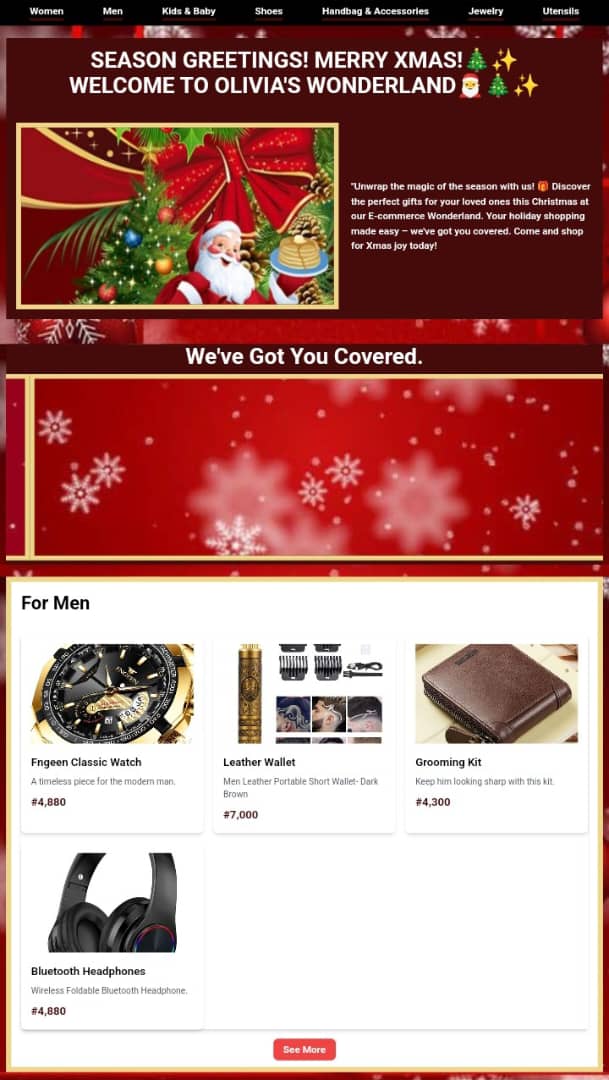 Women Men Kids & Baby Shoes Handbag & Accessories Jewelry Utensils
SEASON GREETINGS! MERRY XMAS!🎄✨
WELCOME TO OLIVIA'S WONDERLAND🎅🎄✨
"Unwrap the magic of the season with us! 🎁 Discover
the perfect gifts for your loved ones this Christmas at
our E-commerce Wonderland. Your holiday shopping
made easy – we've got you covered. Come and shop
for Xmas joy today!
We've Got You Covered.
For Men
Fngeen Classic Watch
A timeless piece for the modern man.
#4,880
Leather Wallet
Men Leather Portable Short Wallet- Dark
Brown
#7,000
Grooming Kit
Keep him looking sharp with this kit.
#4,300
Bluetooth Headphones
Wireless Foldable Bluetooth Headphone.
#4,880
See More